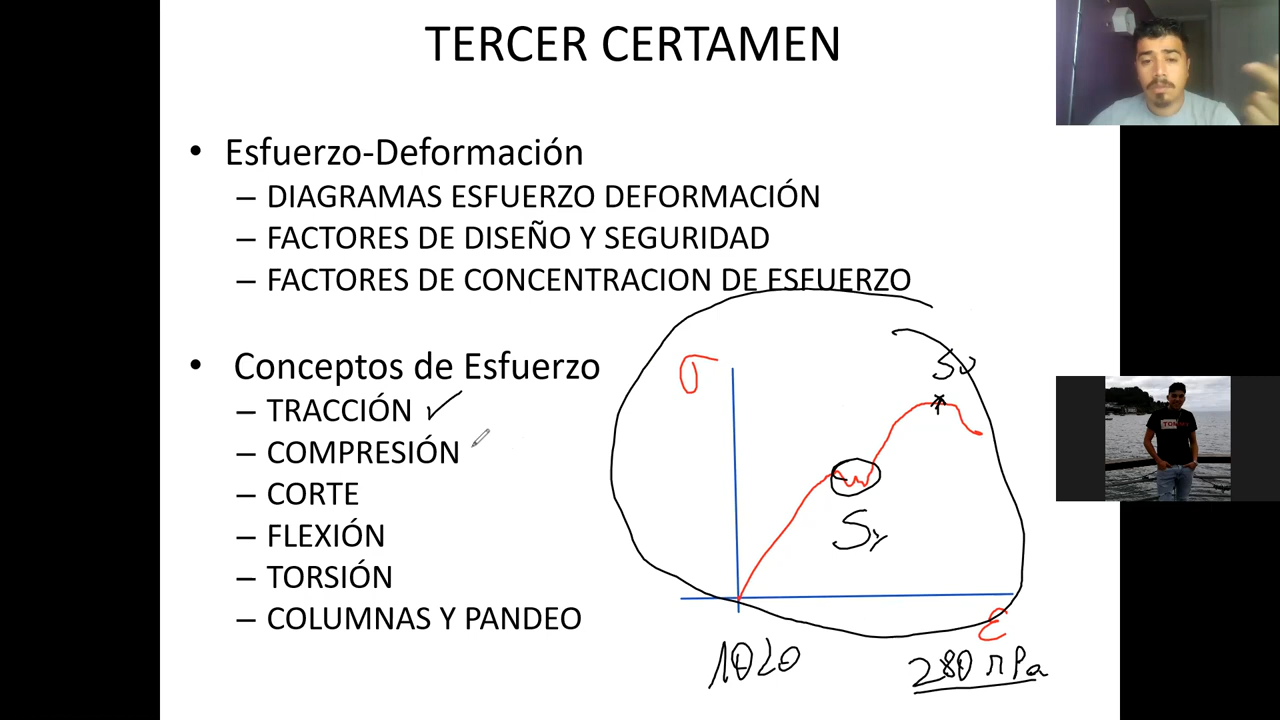 TERCER CERTAMEN
• Esfuerzo-Deformación
– DIAGRAMAS ESFUERZO DEFORMACIÓN
– FACTORES DE DISEÑO Y SEGURIDAD
– FACTORES DE CONCENTRACION DE ESFUERZO
• Conceptos de Esfuerzo
– TRACCIÓN ✓
– COMPRESIÓN
– CORTE
– FLEXIÓN
– TORSIÓN
– COLUMNAS Y PANDEO
σ
Su
Sy
ε
1020
280 MPa